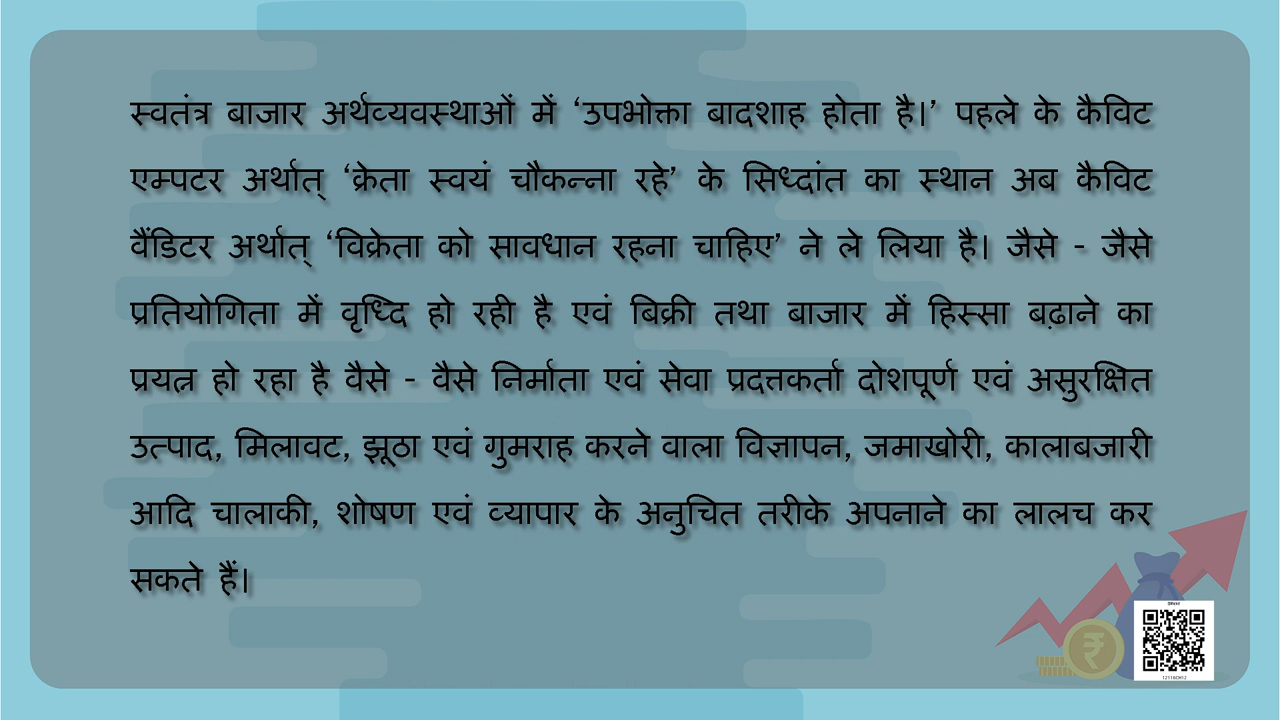 स्वतंत्र बाजार अर्थव्यवस्थाओं में ‘उपभोक्ता बादशाह होता है।’ पहले के कैविट
एम्पटर अर्थात् ‘क्रेता स्वयं चौकन्ना रहे’ के सिध्दांत का स्थान अब कैविट
वैंडिटर अर्थात् ‘विक्रेता को सावधान रहना चाहिए’ ने ले लिया है। जैसे - जैसे
प्रतियोगिता में वृध्दि हो रही है एवं बिक्री तथा बाजार में हिस्सा बढ़ाने का
प्रयत्न हो रहा है वैसे - वैसे निर्माता एवं सेवा प्रदत्तकर्ता दोशपूर्ण एवं असुरक्षित
उत्पाद, मिलावट, झूठा एवं गुमराह करने वाला विज्ञापन, जमाखोरी, कालाबजारी
आदि चालाकी, शोषण एवं व्यापार के अनुचित तरीके अपनाने का लालच कर
सकते हैं।
12116CH12